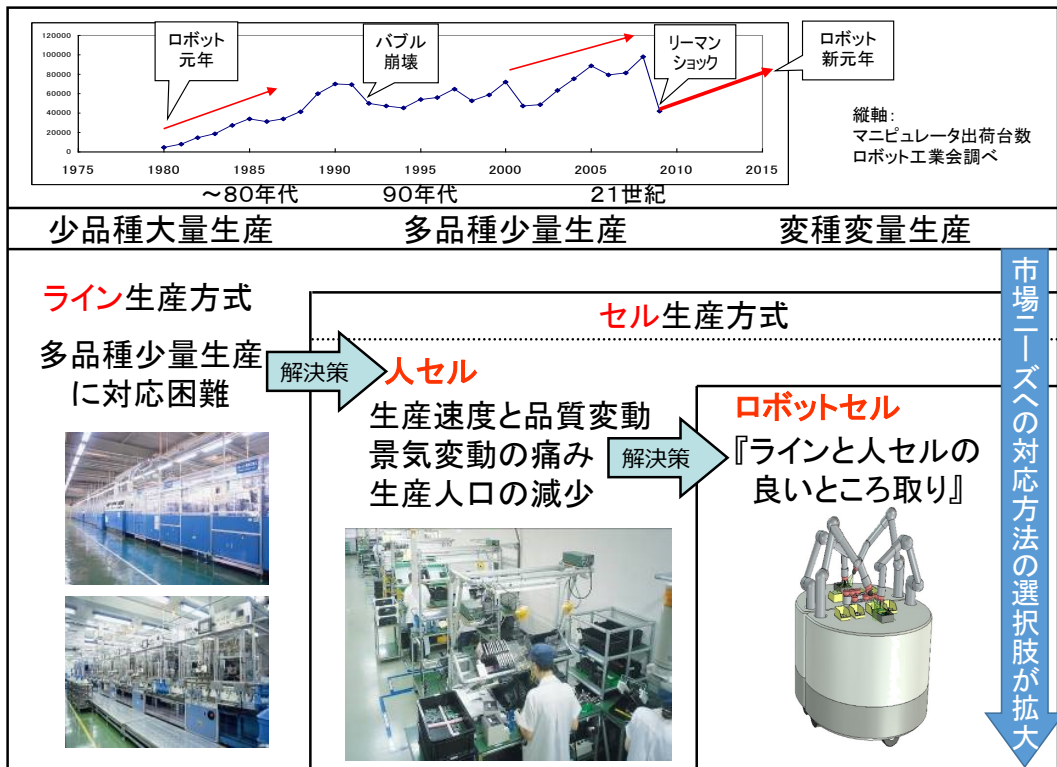 120000
100000
80000
60000
40000
20000
0
1975
1980
1985
1990
1995
2000
2005
2010
2015
ロボット
元年
バブル
崩壊
リーマン
ショック
ロボット
新元年
縦軸:
マニピュレータ出荷台数
ロボット工業会調べ
~80年代
90年代
21世紀
少品種大量生産
多品種少量生産
変種変量生産
ライン生産方式
多品種少量生産
に対応困難
解決策
セル生産方式
人セル
生産速度と品質変動
景気変動の痛み
生産人口の減少
解決策
ロボットセル
『ラインと人セルの
良いところ取り』
市場ニーズへの対応方法の選択肢が拡大